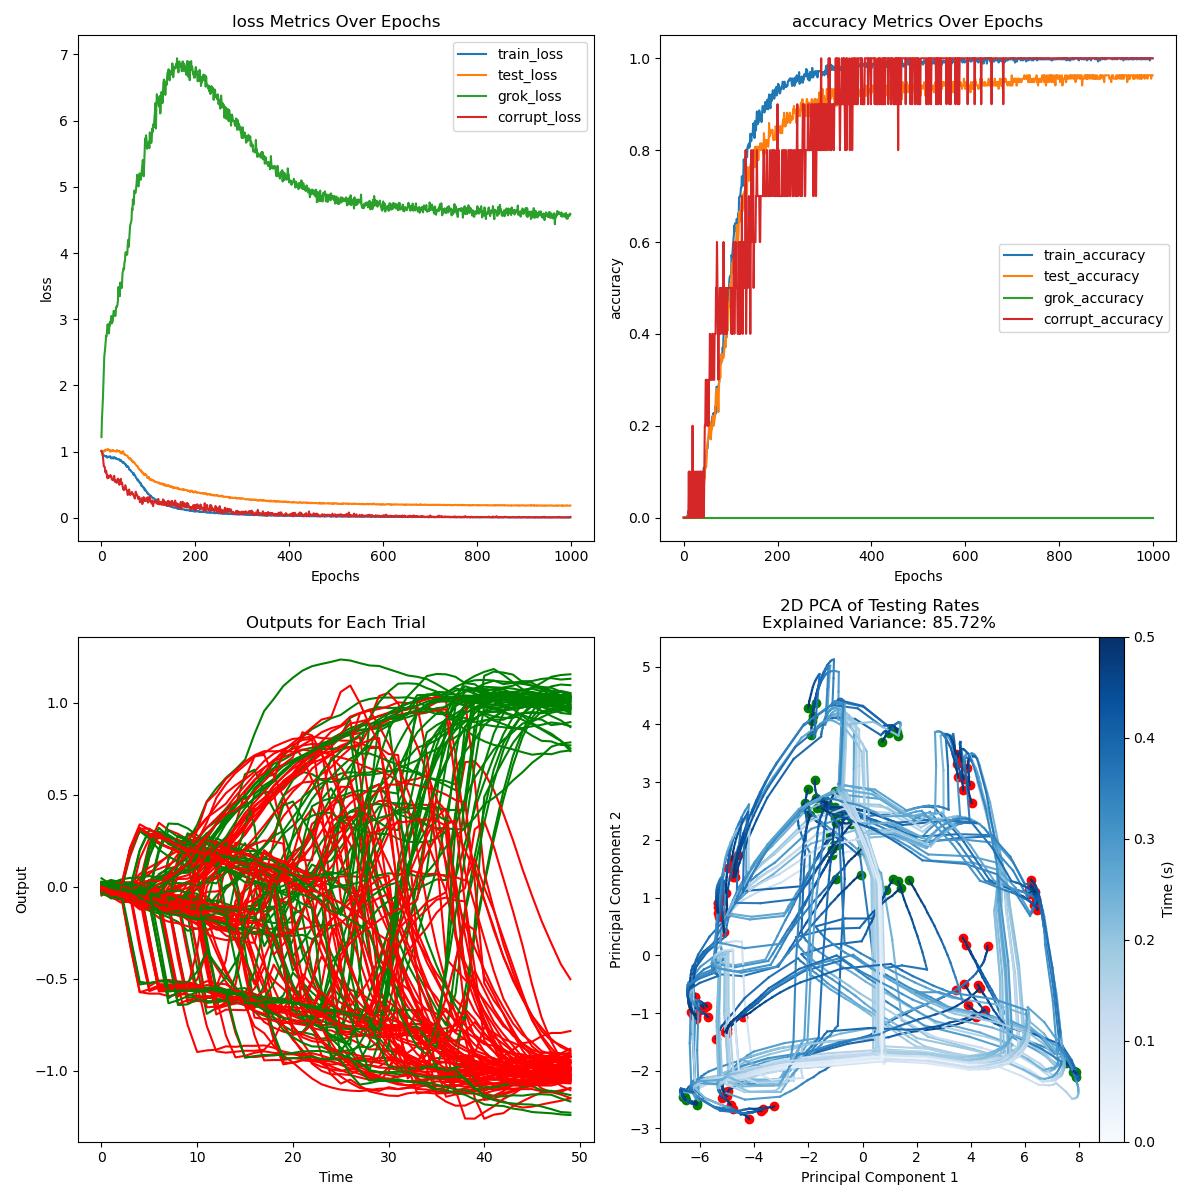 loss Metrics Over Epochs
7
6
5
4
3
2
1
0
loss
train_loss
test_loss
grok_loss
corrupt_loss
0 200 400 600 800 1000
Epochs
accuracy Metrics Over Epochs
1.0
0.8
0.6
0.4
0.2
0.0
accuracy
train_accuracy
test_accuracy
grok_accuracy
corrupt_accuracy
0 200 400 600 800 1000
Epochs
Outputs for Each Trial
1.0
0.5
0.0
−0.5
−1.0
Output
0 10 20 30 40 50
Time
2D PCA of Testing Rates
Explained Variance: 85.72%
5
4
3
2
1
0
−1
−2
−3
Principal Component 2
−6 −4 −2 0 2 4 6 8
Principal Component 1
0.5
0.4
0.3
0.2
0.1
0.0
Time (s)